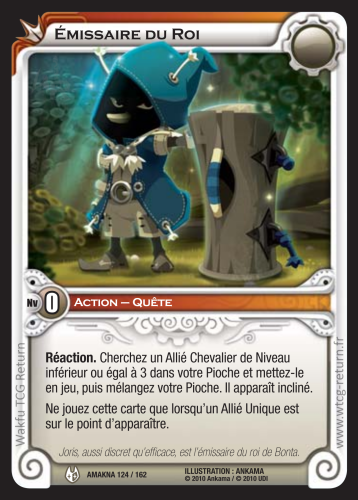 Émissaire du Roi
Nv 0 Action – Quête
Réaction. Cherchez un Allié Chevalier de Niveau
inférieur ou égal à 3 dans votre Pioche et mettez-le
en jeu, puis mélangez votre Pioche. Il apparaît incliné.
Ne jouez cette carte que lorsqu'un Allié Unique est
sur le point d'apparaître.
Joris, aussi discret qu'efficace, est l'émissaire du roi de Bonta.
AMAKNA 124 / 162
ILLUSTRATION : ANKAMA
© 2010 Ankama / © 2010 UDI
Wakfu TCG Return
www.wtcg-return.fr